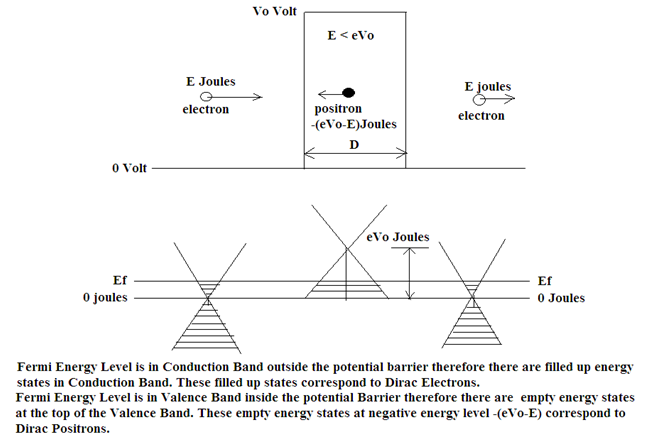 Vo Volt
E < eVo
E Joules
electron
positron
-(eVo-E)Joules
E joules
electron
D
0 Volt
eVo Joules
Ef
Ef
0 joules
0 Joules
Fermi Energy Level is in Conduction Band outside the potential barrier therefore there are filled up energy
states in Conduction Band. These filled up states correspond to Dirac Electrons.
Fermi Energy Level is in Valence Band inside the potential Barrier therefore there are empty energy states
at the top of the Valence Band. These empty energy states at negative energy level -(eVo-E) correspond to
Dirac Positrons.